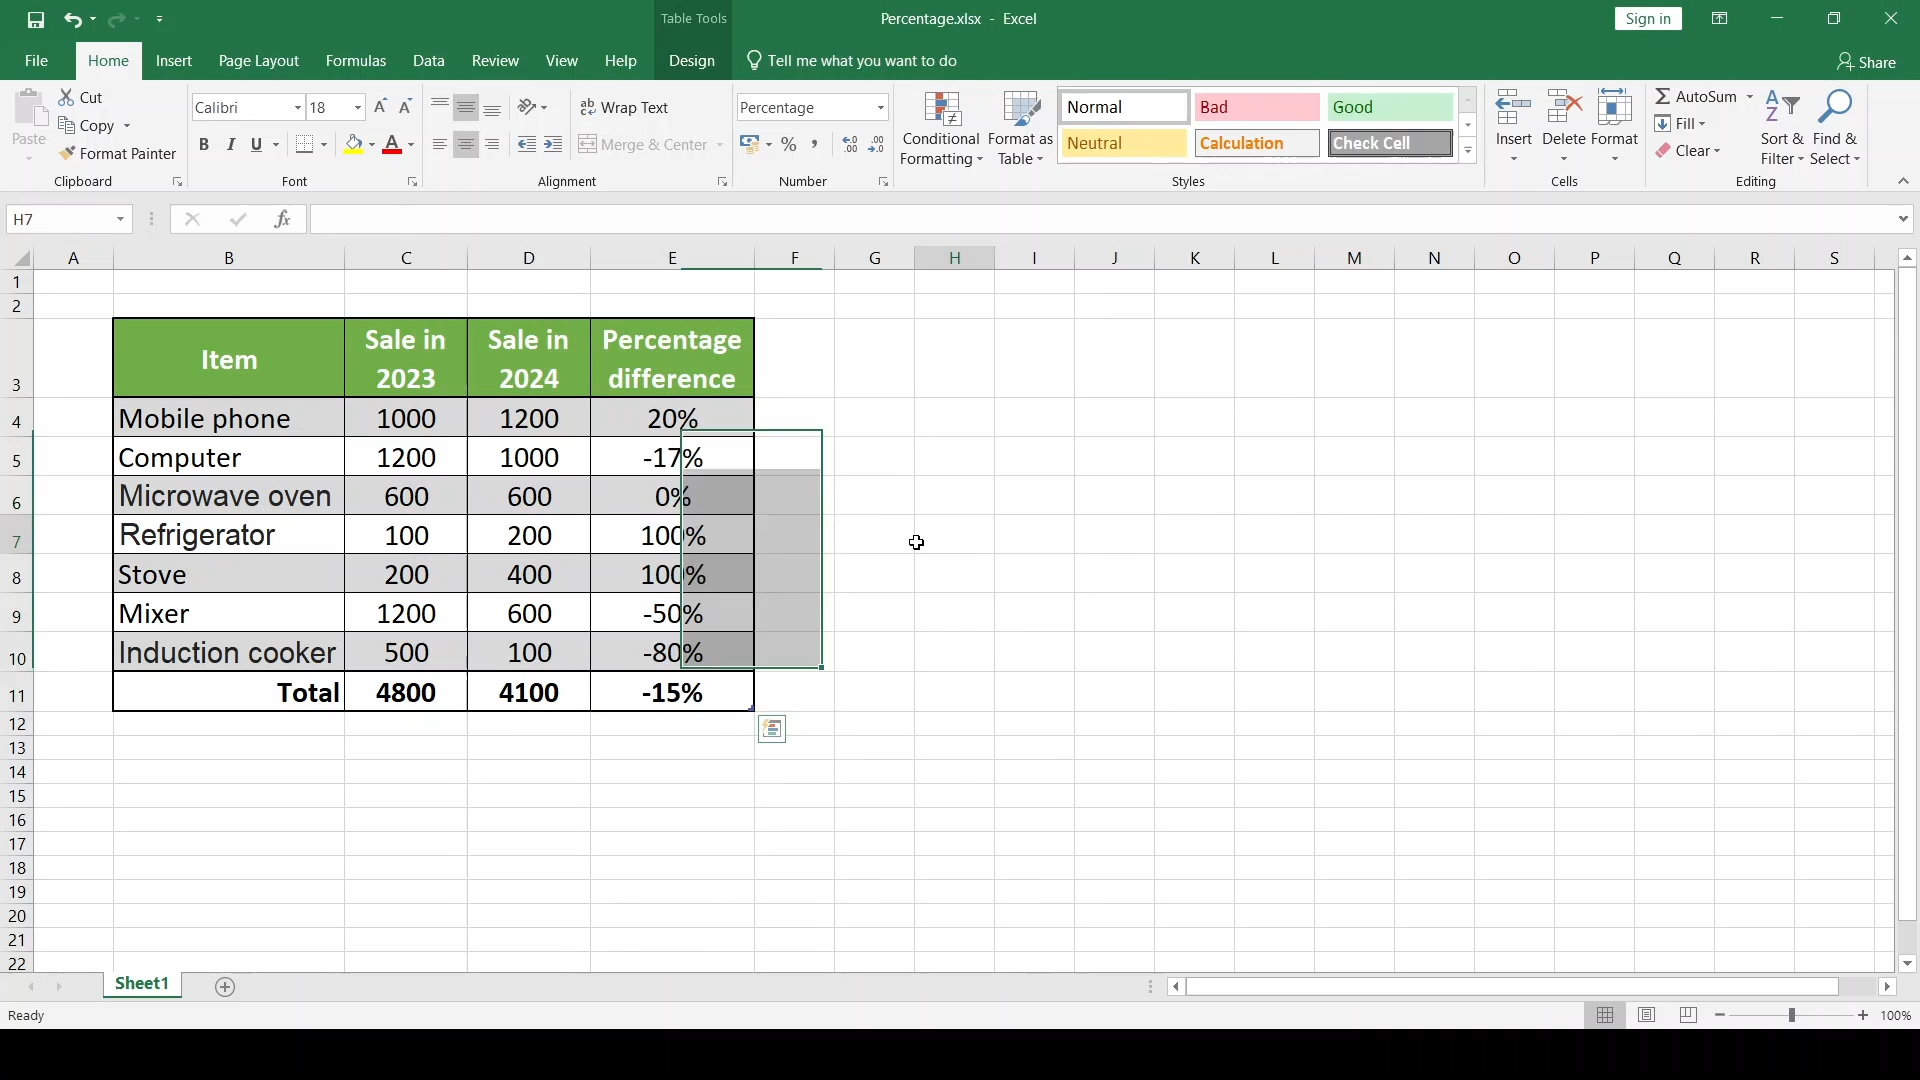 Table Tools
Percentage.xlsx - Excel
Sign in
File Home Insert Page Layout Formulas Data Review View Help Design Tell me what you want to do Share
Paste
Cut
Copy
Format Painter
Clipboard
Calibri 18
B I U A
Font
Wrap Text
Merge & Center
Alignment
Percentage
% ,
Number
Conditional Formatting
Format as Table
Normal Bad Good
Neutral Calculation Check Cell
Styles
Insert Delete Format
Cells
AutoSum
Fill
Clear
Sort & Filter
Find & Select
Editing
H7 fx
A B C D E F G H I J K L M N O P Q R S
1
2
3 Item Sale in 2023 Sale in 2024 Percentage difference
4 Mobile phone 1000 1200 20%
5 Computer 1200 1000 -17%
6 Microwave oven 600 600 0%
7 Refrigerator 100 200 100%
8 Stove 200 400 100%
9 Mixer 1200 600 -50%
10 Induction cooker 500 100 -80%
11 Total 4800 4100 -15%
12
13
14
15
16
17
18
19
20
21
22
Sheet1
Ready
100%